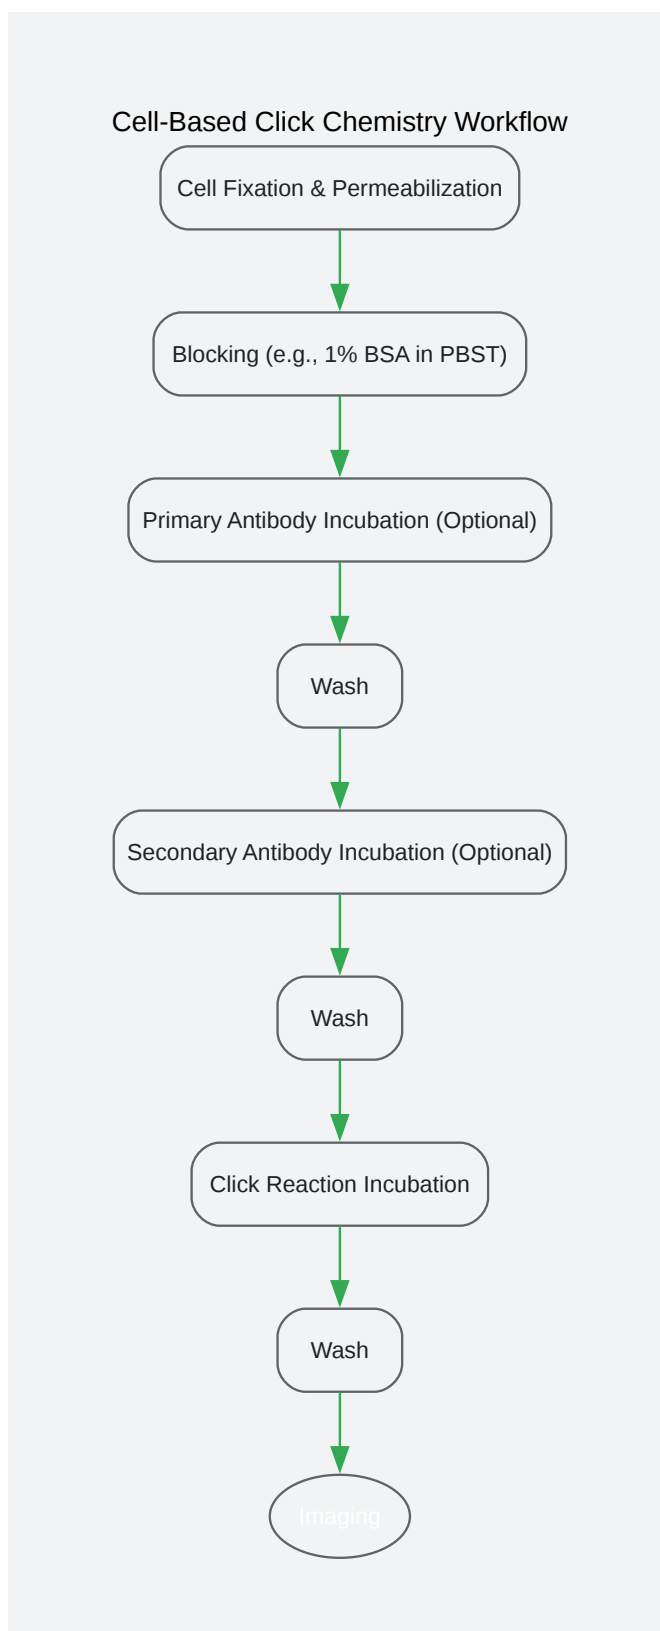 Cell-Based Click Chemistry Workflow
Cell Fixation & Permeabilization
Blocking (e.g., 1% BSA in PBST)
Primary Antibody Incubation (Optional)
Wash
Secondary Antibody Incubation (Optional)
Wash
Click Reaction Incubation
Wash
Imaging